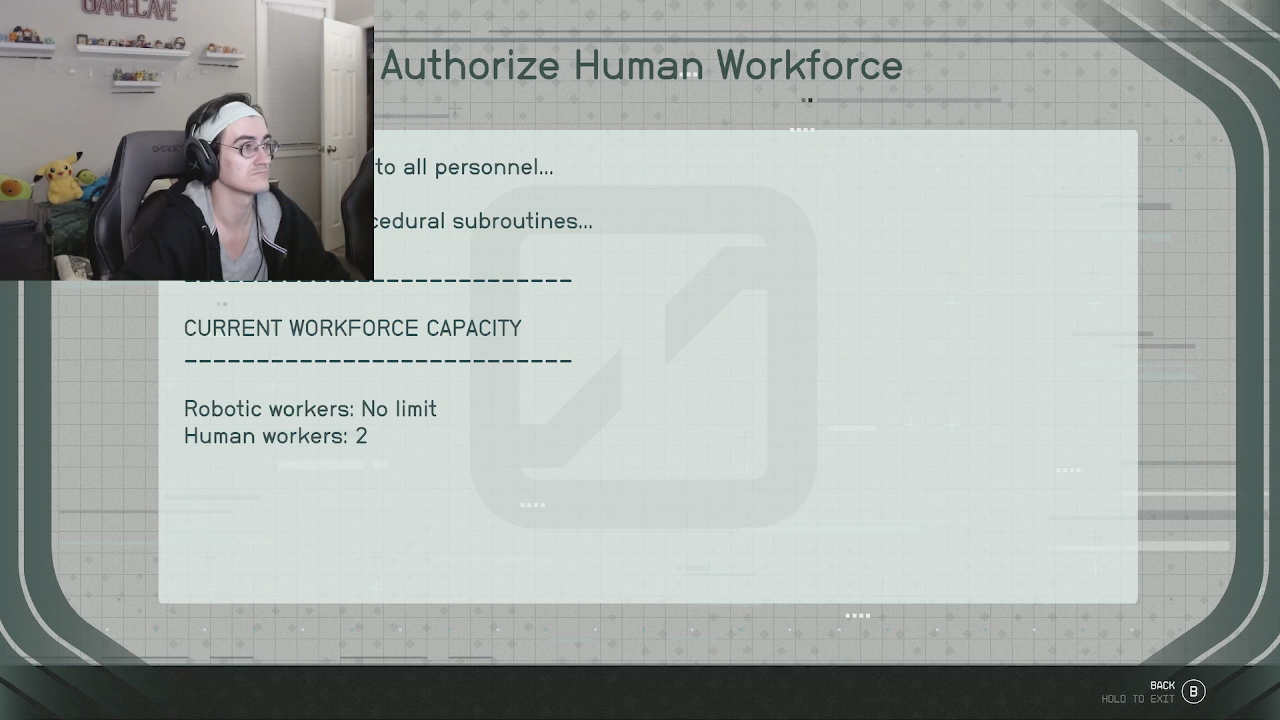 GAMECAVE
Authorize Human Workforce
to all personnel...
cedural subroutines...
---------------------------
CURRENT WORKFORCE CAPACITY
---------------------------
Robotic workers: No limit
Human workers: 2
BACK
HOLD TO EXIT
B